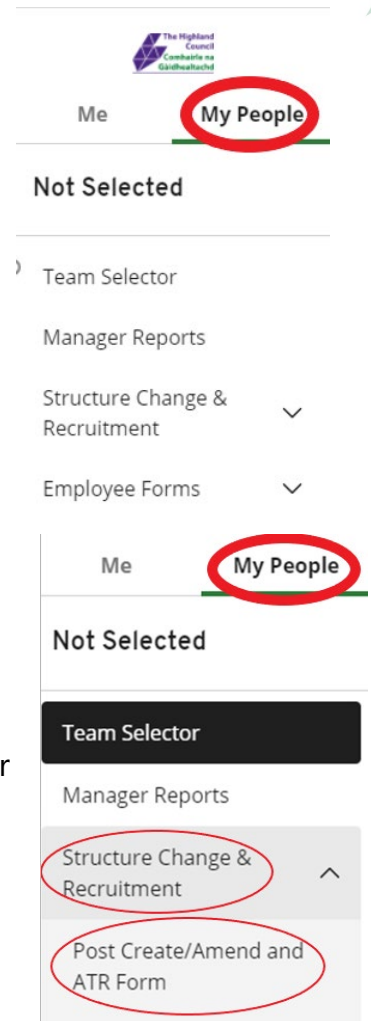 The Highland
Council
Comhairle na
Gàidhealtachd
Me My People
Not Selected
Team Selector
Manager Reports
Structure Change &
Recruitment
Employee Forms
Me My People
Not Selected
Team Selector
r
Manager Reports
Structure Change &
Recruitment
Post Create/Amend and
ATR Form